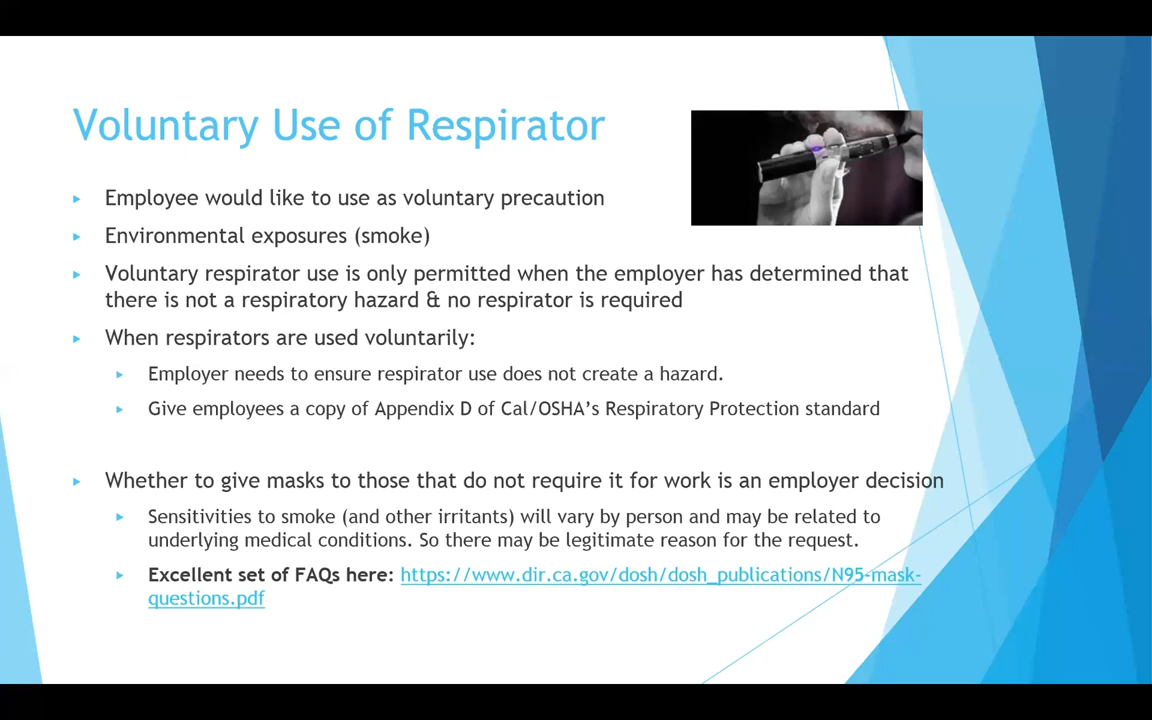 Voluntary Use of Respirator
Employee would like to use as voluntary precaution
Environmental exposures (smoke)
Voluntary respirator use is only permitted when the employer has determined that
there is not a respiratory hazard & no respirator is required
When respirators are used voluntarily:
Employer needs to ensure respirator use does not create a hazard.
Give employees a copy of Appendix D of Cal/OSHA’s Respiratory Protection standard
Whether to give masks to those that do not require it for work is an employer decision
Sensitivities to smoke (and other irritants) will vary by person and may be related to
underlying medical conditions. So there may be legitimate reason for the request.
Excellent set of FAQs here: https://www.dir.ca.gov/dosh/dosh_publications/N95-mask-
questions.pdf